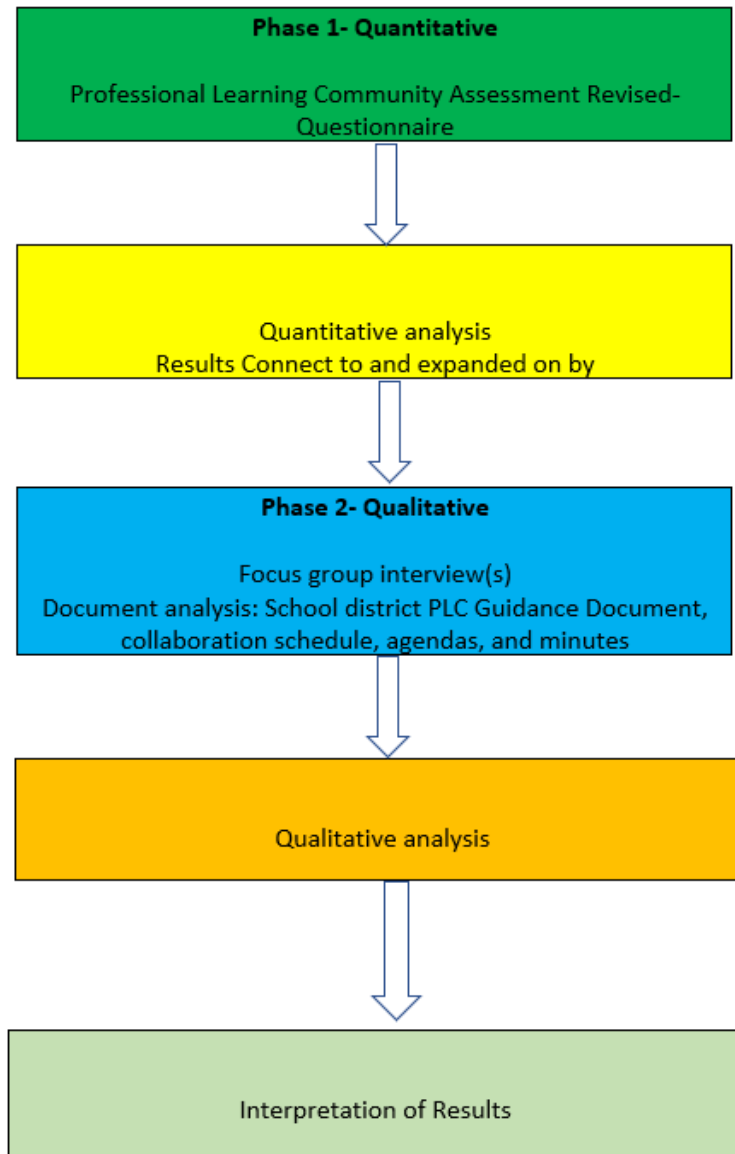 Phase 1- Quantitative
Professional Learning Community Assessment Revised-
Questionnaire
Quantitative analysis
Results Connect to and expanded on by
Phase 2- Qualitative
Focus group interview(s)
Document analysis: School district PLC Guidance Document,
collaboration schedule, agendas, and minutes
Qualitative analysis
Interpretation of Results